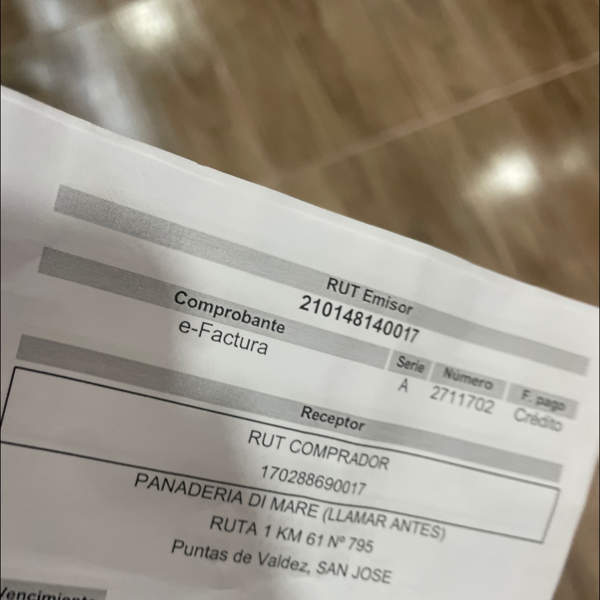 RUT Emisor
210148140017
Comprobante Serie Número F. pago
e-Factura A 2711702 Crédito
Receptor
RUT COMPRADOR
170288690017
PANADERIA DI MARE (LLAMAR ANTES)
RUTA 1 KM 61 Nº 795
Puntas de Valdez, SAN JOSE
Vencimiento